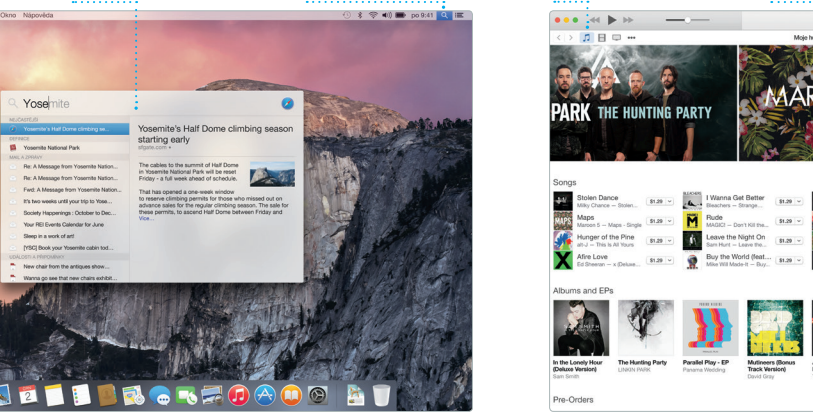 Okno Nápověda
po 9:41
Yosemite
NEJČASTĚJŠÍ
Yosemite's Half Dome climbing se...
DEFINICE
Yosemite National Park
MAIL A ZPRÁVY
Re: A Message from Yosemite Nation...
Re: A Message from Yosemite Nation...
Fwd: A Message from Yosemite Nation...
It's two weeks until your trip to Yose...
Society Happenings : October to Dec...
Your REI Events Calendar for June
Sleep in a work of art!
[YSC] Book your Yosemite cabin tod...
UDÁLOSTI A PŘIPOMÍNKY
New chair from the antiques show...
Wanna go see that new chairs exhibit...
Yosemite's Half Dome climbing season
starting early
sfgate.com •
The cables to the summit of Half Dome
in Yosemite National Park will be reset
Friday - a full week ahead of schedule.
That has opened a one-week window
to reserve climbing permits for those who missed out on
advance sales for the regular climbing season. The sale for
these permits, to ascend Half Dome between Friday and
Vice...
2
Moje h
PARK THE HUNTING PARTY
MAR
Songs
Stolen Dance
Milky Chance — Stolen...
$1.29
I Wanna Get Better
Bleachers — Strange...
$1.29
MAPS
Maps
Maroon 5 — Maps - Single
$1.29
Rude
MAGIC! — Don't Kill the...
$1.29
Hunger of the Pine
alt-J — This Is All Yours
$1.29
Leave the Night On
Sam Hunt — Leave the...
$1.29
Afire Love
Ed Sheeran — x (Deluxe...
$1.29
Buy the World (feat...
Mike Will Made-It — Buy...
$1.29
Albums and EPs
SAM SMITH
In the Lonely Hour
(Deluxe Version)
Sam Smith
The Hunting Party
LINKIN PARK
Parallel Play - EP
Panama Wedding
Mutineers (Bonus
Track Version)
David Gray
Pre-Orders